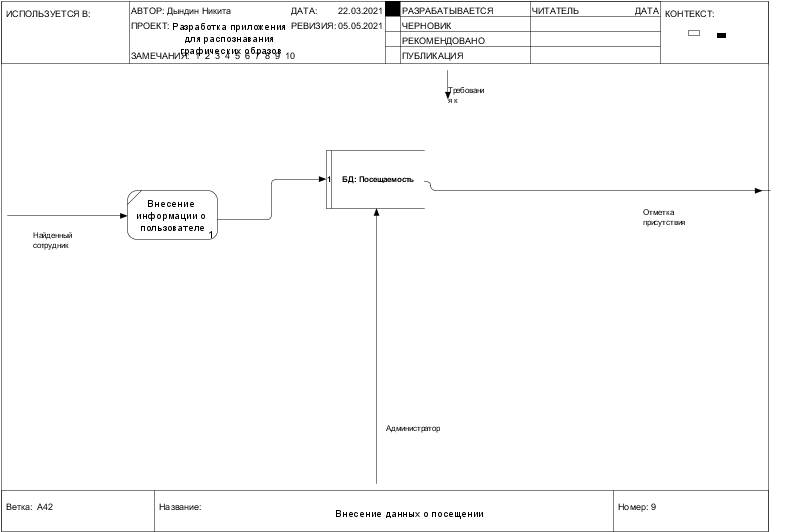 ИСПОЛЬЗУЕТСЯ В:
АВТОР: Дындин Никита
ДАТА: 22.03.2021
РАЗРАБАТЫВАЕТСЯ
ЧИТАТЕЛЬ
ДАТА
КОНТЕКСТ:
ПРОЕКТ: Разработка приложения
для распознавания
графических образов
РЕВИЗИЯ: 05.05.2021
ЧЕРНОВИК
РЕКОМЕНДОВАНО
ЗАМЕЧАНИЯ: 1 2 3 4 5 6 7 8 9 10
ПУБЛИКАЦИЯ
Требовани
я к
1
БД: Посещаемость
Внесение
информации о
пользователе
1
Найденный
сотрудник
Отметка
присутствия
Администратор
Ветка: A42
Название:
Внесение данных о посещении
Номер: 9